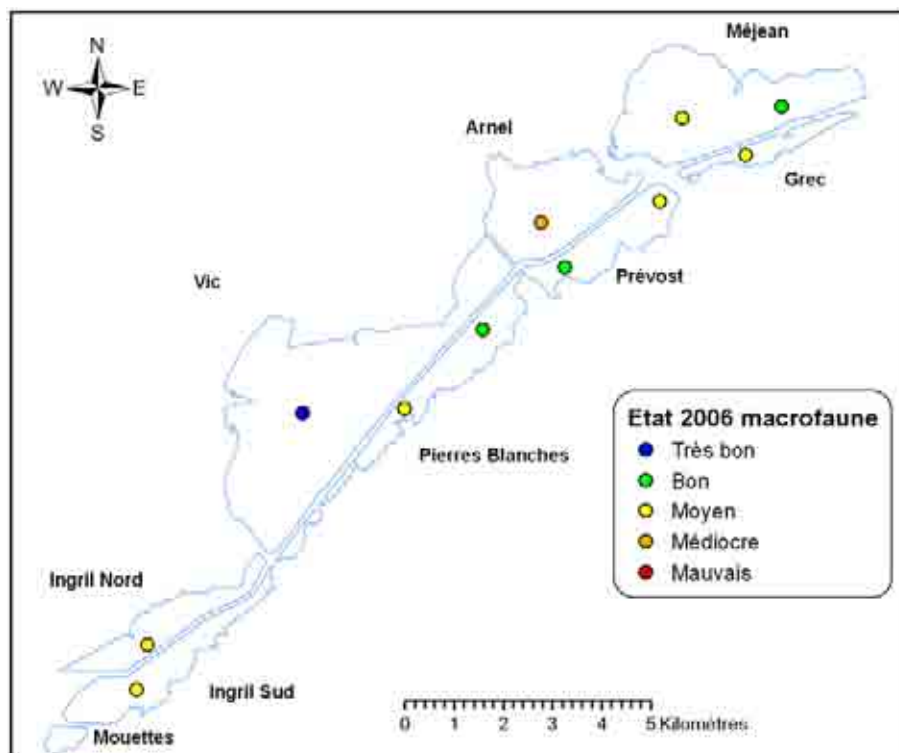 Méjean
N
W E
S
Arnel
Grec
Prévost
Vic
Etat 2006 macrofaune
Très bon
Bon
Moyen
Médiocre
Mauvais
Pierres Blanches
Ingril Nord
Ingril Sud
Mouettes
0 1 2 3 4 5 Kilomètres